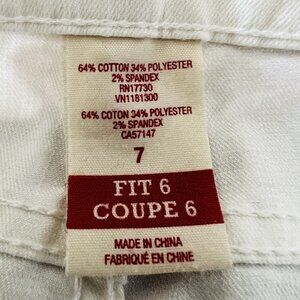 64% COTTON 34% POLYESTER
2% SPANDEX
RN17730
VN1181300
64% COTTON 34% POLYESTER
2% SPANDEX
CA57147
7
FIT 6
COUPE 6
MADE IN CHINA
FABRIQUÉ EN CHINE